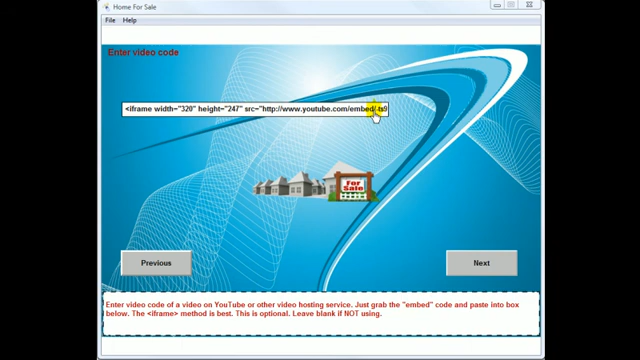 Home For Sale
File Help
Enter video code
<iframe width="320" height="247" src="http://www.youtube.com/embed/
For
Sale
Previous
Next
Enter video code of a video on YouTube or other video hosting service. Just grab the "embed" code and paste into box
below. The <iframe> method is best. This is optional. Leave blank if NOT using.